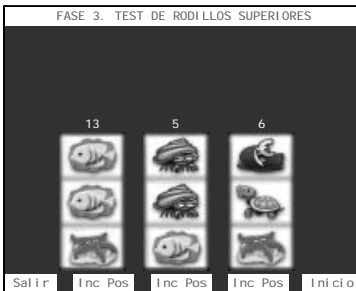 FASE 3. TEST DE RODILLOS SUPERIORES
13 5 6
Salir Inc Pos Inc Pos Inc Pos Inicio